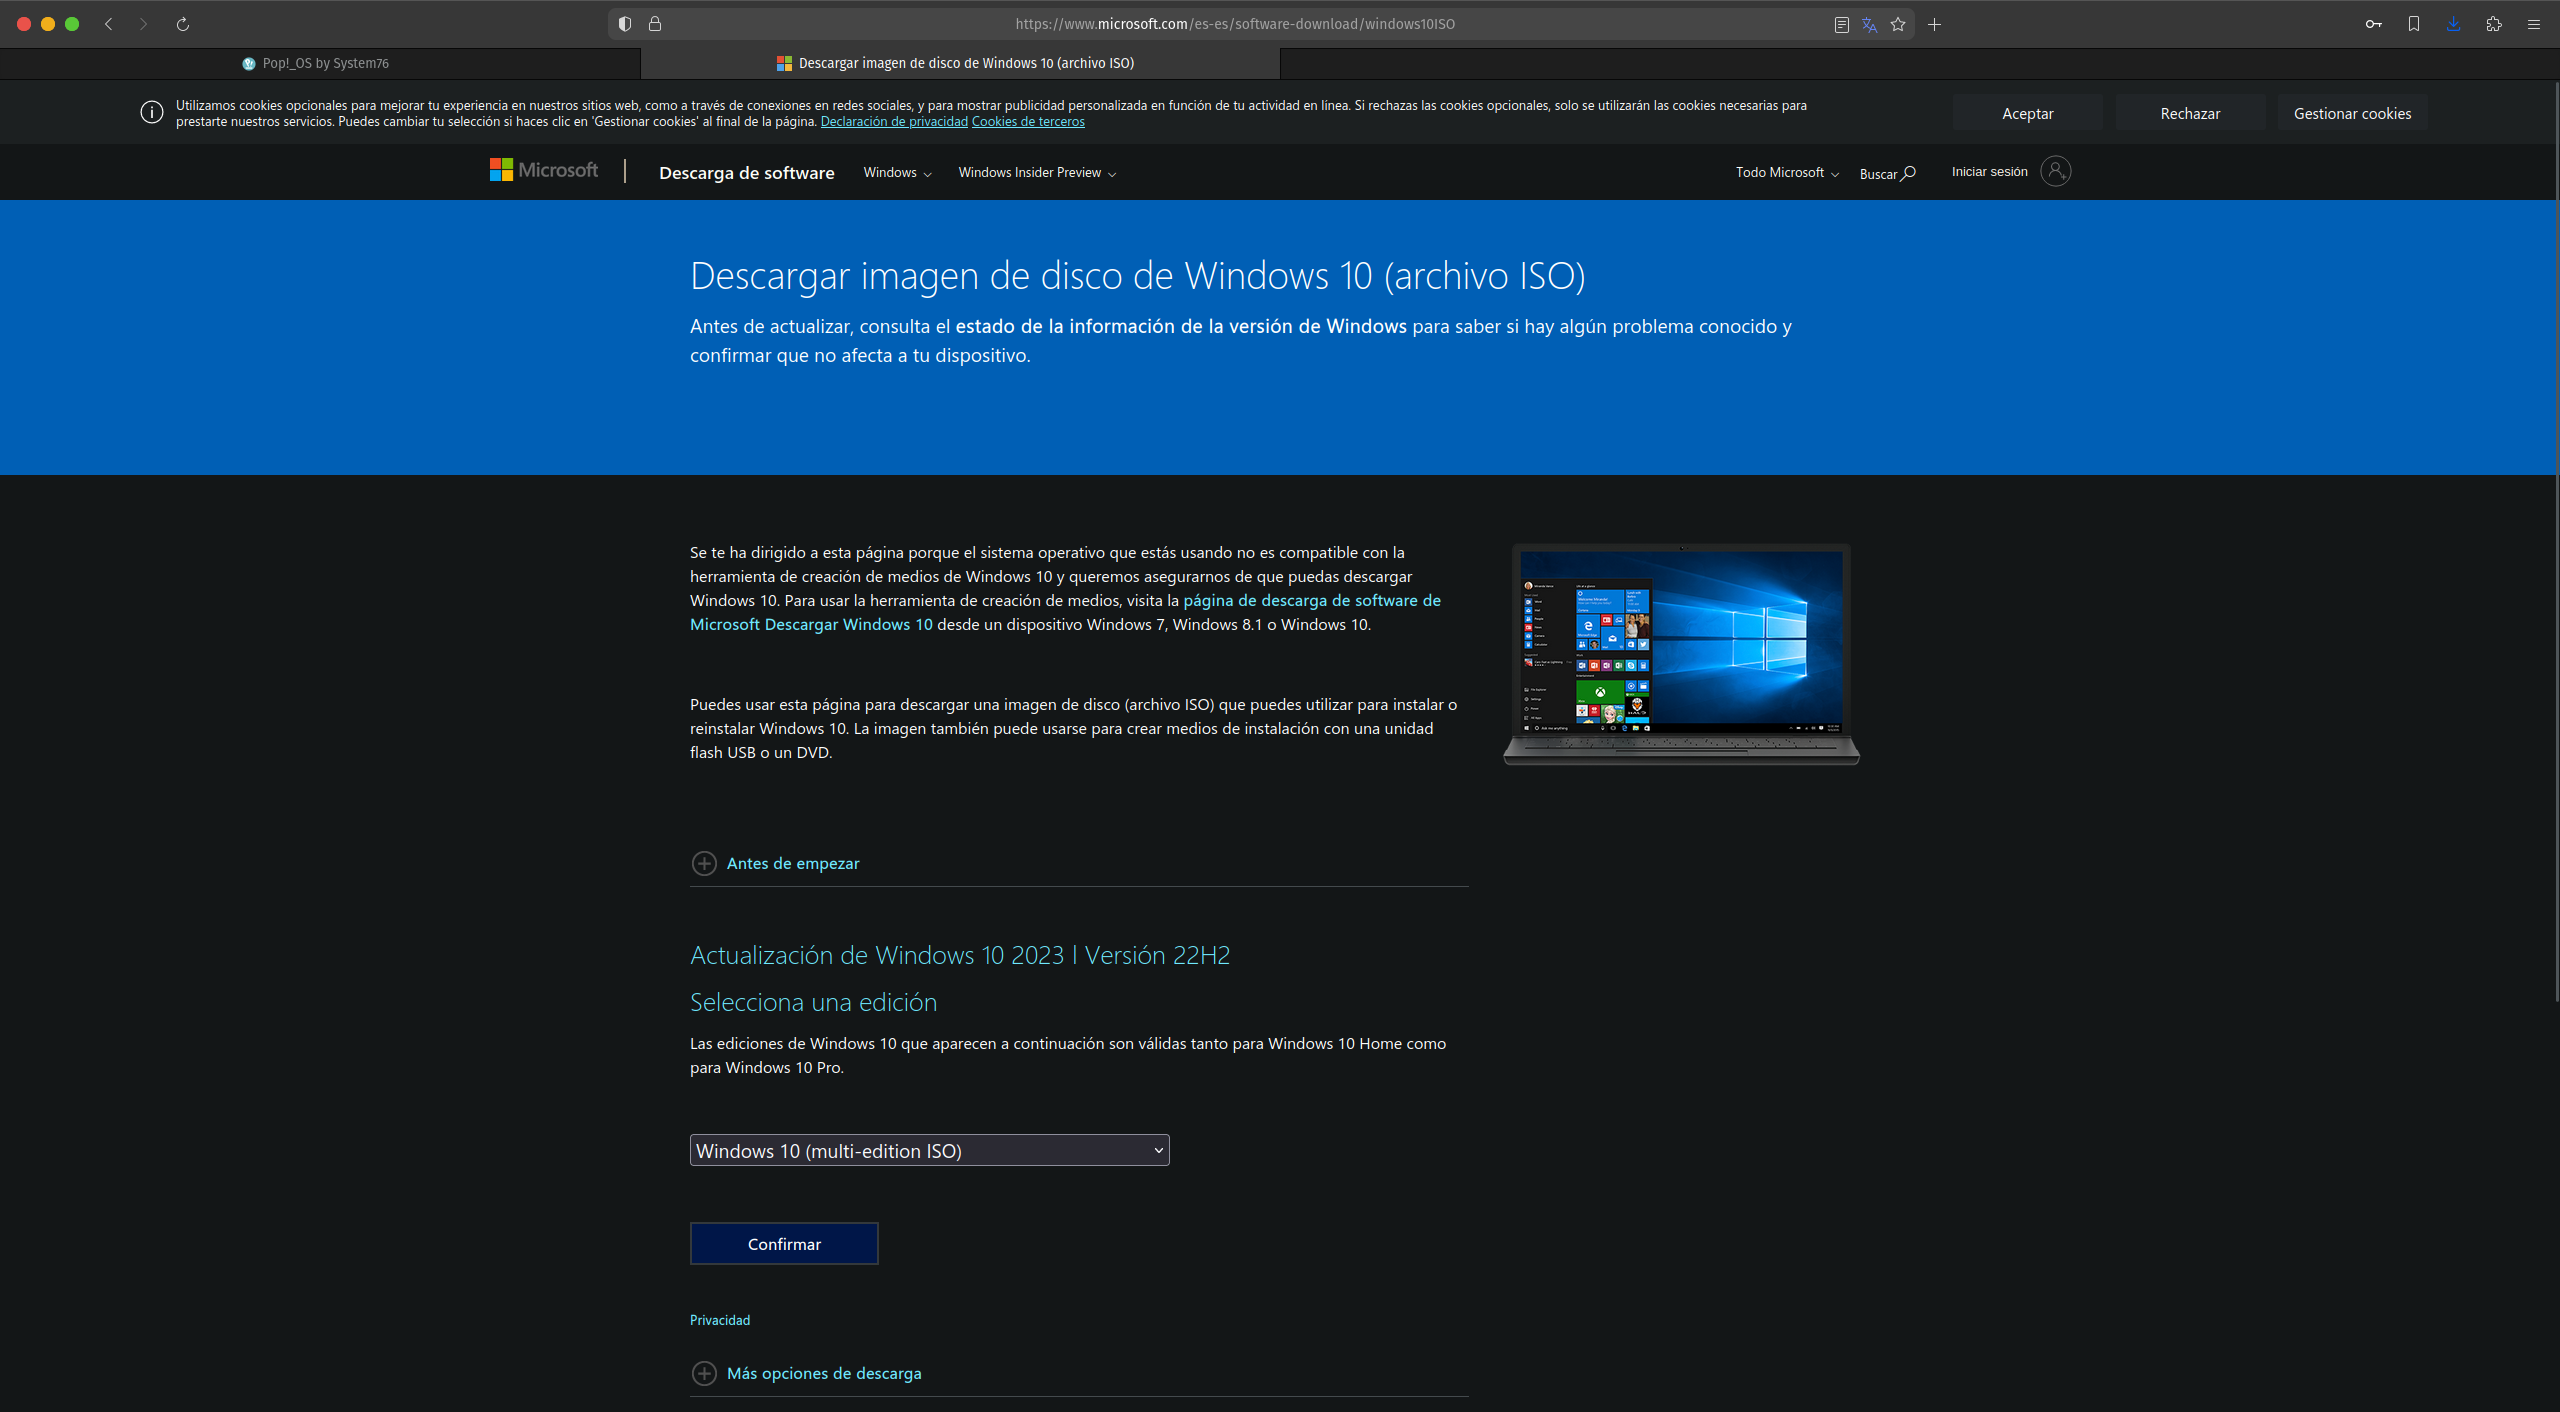 https://www.microsoft.com/es-es/software-download/windows10ISO
Pop!_OS by System76
Descargar imagen de disco de Windows 10 (archivo ISO)
Utilizamos cookies opcionales para mejorar tu experiencia en nuestros sitios web, como a través de conexiones en redes sociales, y para mostrar publicidad personalizada en función de tu actividad en línea. Si rechazas las cookies opcionales, solo se utilizarán las cookies necesarias para
prestarte nuestros servicios. Puedes cambiar tu selección si haces clic en 'Gestionar cookies' al final de la página. Declaración de privacidad Cookies de terceros
Aceptar
Rechazar
Gestionar cookies
Microsoft
Descarga de software
Windows
Windows Insider Preview
Todo Microsoft
Buscar
Iniciar sesión
Descargar imagen de disco de Windows 10 (archivo ISO)
Antes de actualizar, consulta el estado de la información de la versión de Windows para saber si hay algún problema conocido y
confirmar que no afecta a tu dispositivo.
Se te ha dirigido a esta página porque el sistema operativo que estás usando no es compatible con la
herramienta de creación de medios de Windows 10 y queremos asegurarnos de que puedas descargar
Windows 10. Para usar la herramienta de creación de medios, visita la página de descarga de software de
Microsoft Descargar Windows 10 desde un dispositivo Windows 7, Windows 8.1 o Windows 10.
Puedes usar esta página para descargar una imagen de disco (archivo ISO) que puedes utilizar para instalar o
reinstalar Windows 10. La imagen también puede usarse para crear medios de instalación con una unidad
flash USB o un DVD.
Antes de empezar
Actualización de Windows 10 2023 | Versión 22H2
Selecciona una edición
Las ediciones de Windows 10 que aparecen a continuación son válidas tanto para Windows 10 Home como
para Windows 10 Pro.
Windows 10 (multi-edition ISO)
Confirmar
Privacidad
Más opciones de descarga